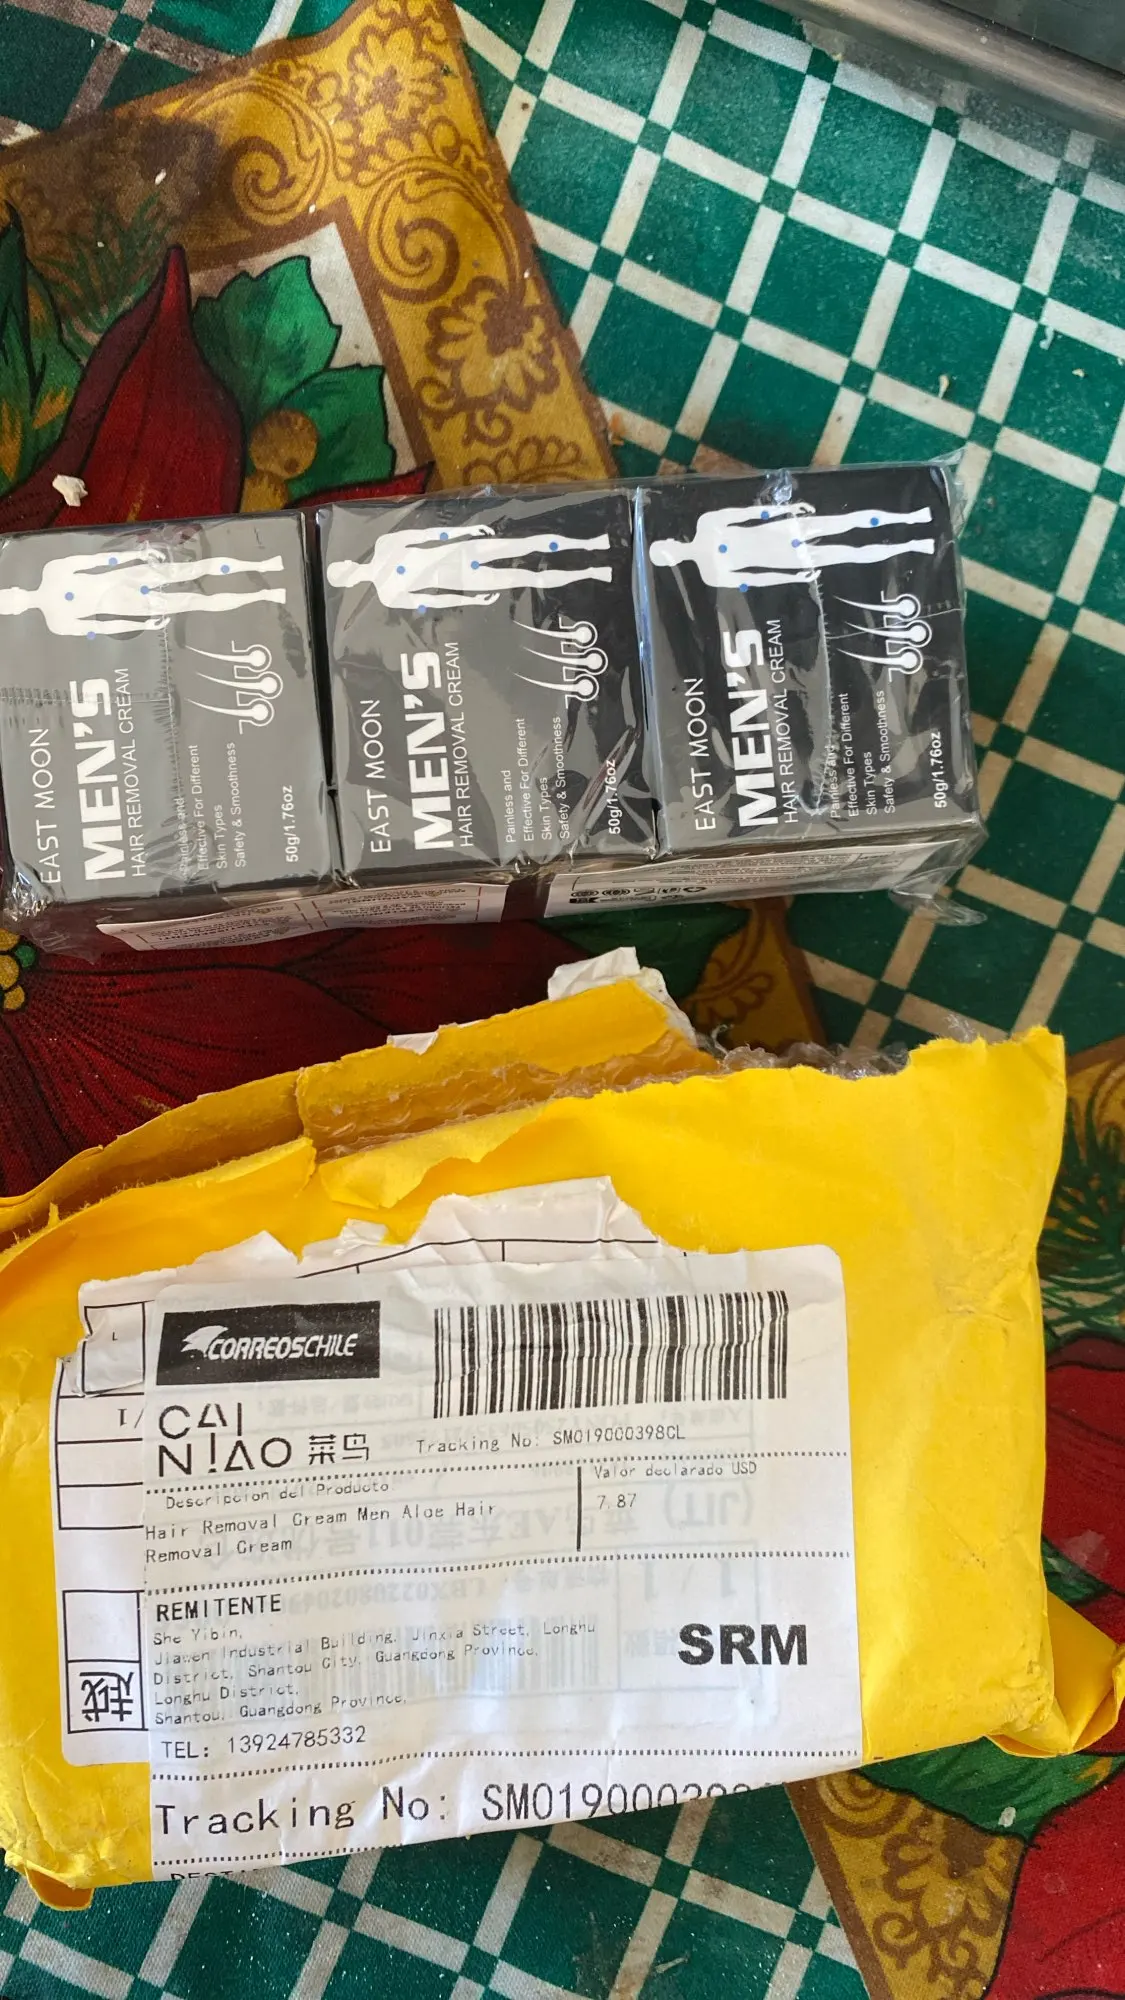 EAST MOON
MEN'S
HAIR REMOVAL CREAM
Painless and
Effective For Different
Skin Types
Safety & Smoothness
50g/1.76oz
EAST MOON
MEN'S
HAIR REMOVAL CREAM
Painless and
Effective For Different
Skin Types
Safety & Smoothness
50g/1.76oz
EAST MOON
MEN'S
HAIR REMOVAL CREAM
Painless and
Effective For Different
Skin Types
Safety & Smoothness
50g/1.76oz
CORREOSCHILE
CAI
NIAO 菜鸟
Tracking No: SM019000398CL
Descripcion del Producto
Valor declarado USD
Hair Removal Cream Men Aloe Hair
Removal Cream
7.87
REMITENTE
She Yibin,
Jiawen Industrial Building, Jinxia Street, Longhu
District, Shantou City, Guangdong Province,
Longhu District,
Shantou, Guangdong Province,
SRM
TEL: 13924785332
Tracking No: SM019000398